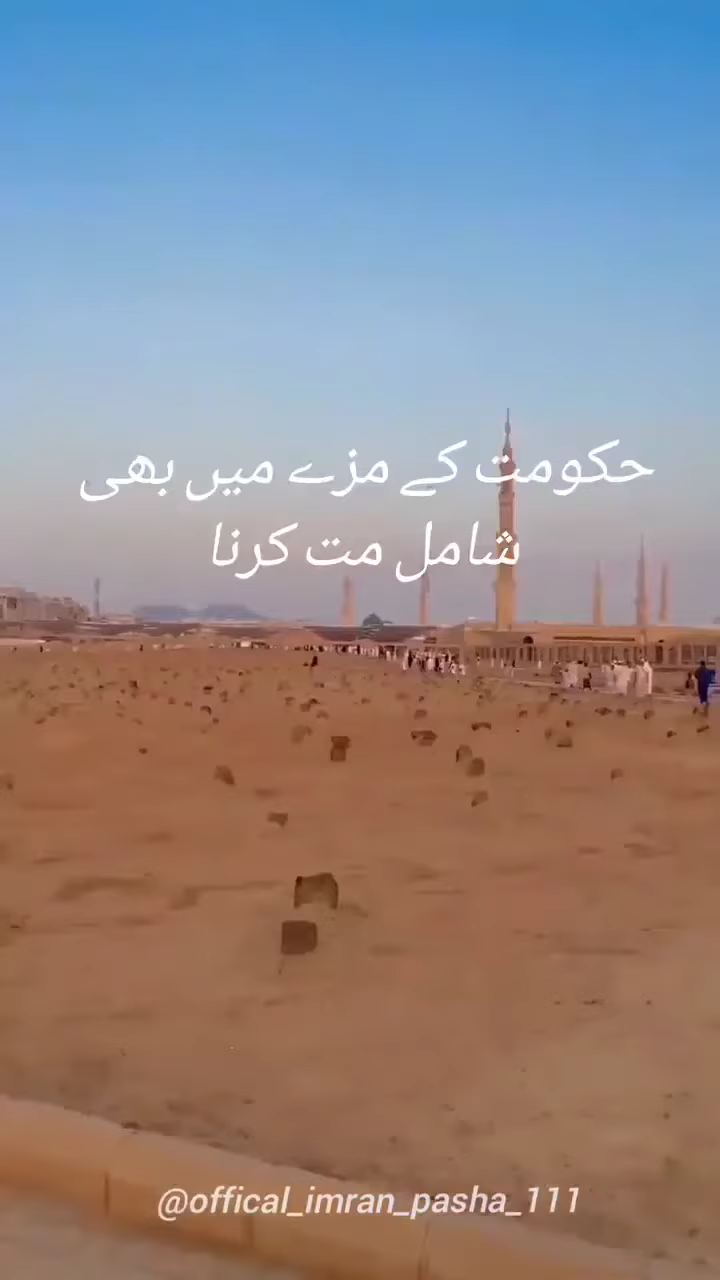 حکومت کے مزے میں بھی
شامل مت کرنا
@offical_imran_pasha_111